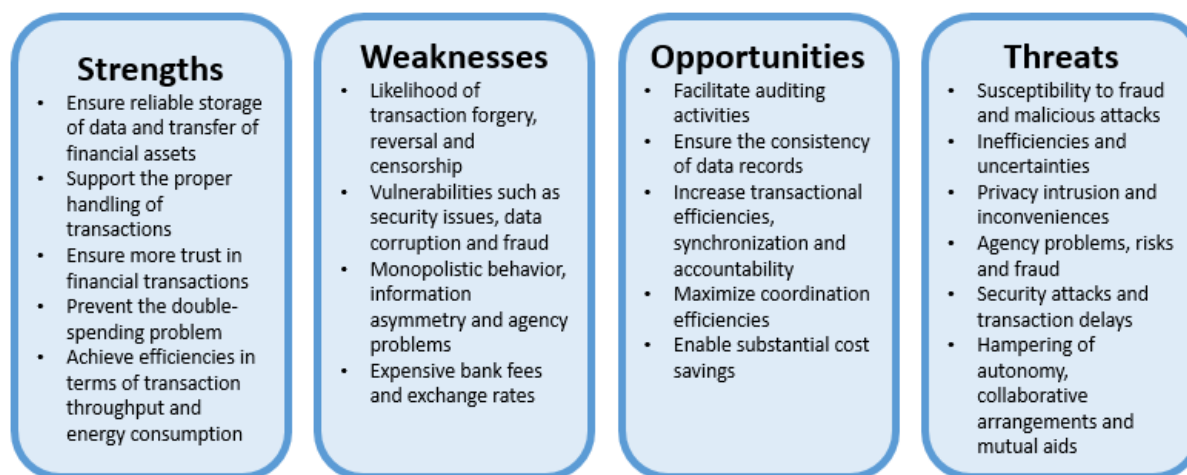 Strengths
• Ensure reliable storage
of data and transfer of
financial assets
• Support the proper
handling of
transactions
• Ensure more trust in
financial transactions
• Prevent the double-
spending problem
• Achieve efficiencies in
terms of transaction
throughput and
energy consumption
Weaknesses
• Likelihood of
transaction forgery,
reversal and
censorship
• Vulnerabilities such as
security issues, data
corruption and fraud
• Monopolistic behavior,
information
asymmetry and agency
problems
• Expensive bank fees
and exchange rates
Opportunities
• Facilitate auditing
activities
• Ensure the consistency
of data records
• Increase transactional
efficiencies,
synchronization and
accountability
• Maximize coordination
efficiencies
• Enable substantial cost
savings
Threats
• Susceptibility to fraud
and malicious attacks
• Inefficiencies and
uncertainties
• Privacy intrusion and
inconveniences
• Agency problems, risks
and fraud
• Security attacks and
transaction delays
• Hampering of
autonomy,
collaborative
arrangements and
mutual aids